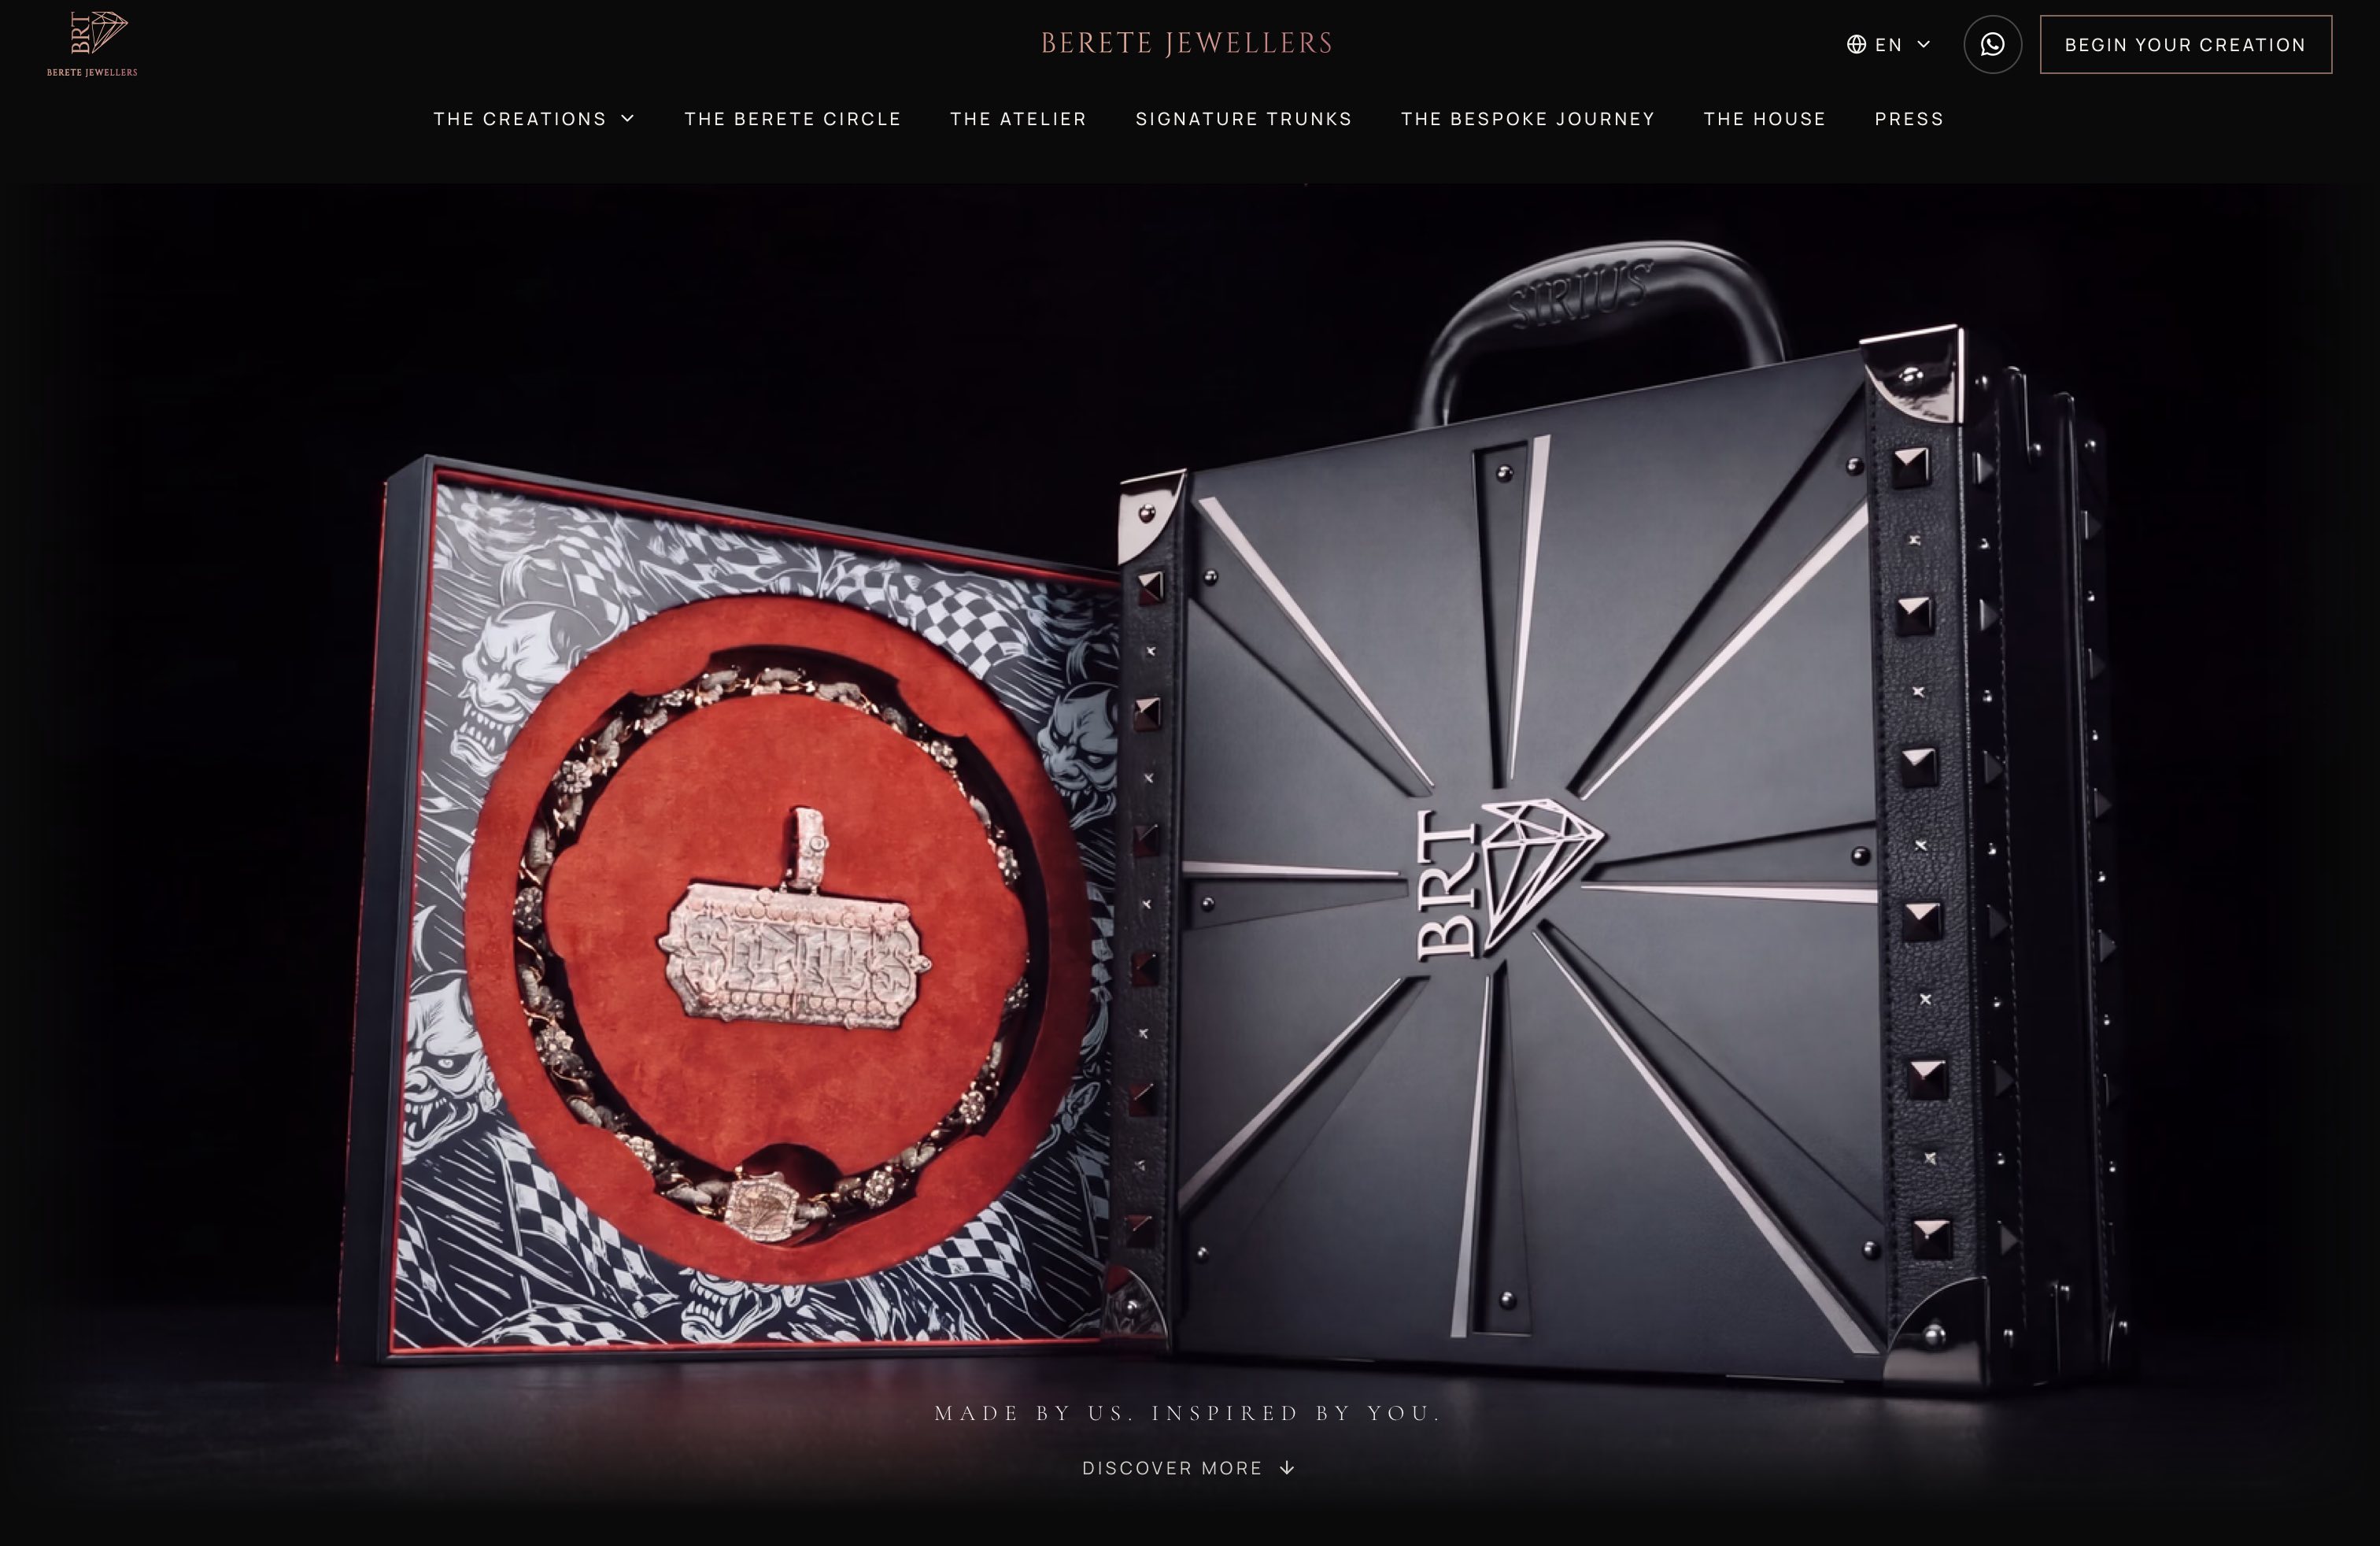 BRT
BERETE JEWELLERS
BERETE JEWELLERS
EN
BEGIN YOUR CREATION
THE CREATIONS
THE BERETE CIRCLE
THE ATELIER
SIGNATURE TRUNKS
THE BESPOKE JOURNEY
THE HOUSE
PRESS
SIRIUS
BRT
MADE BY US. INSPIRED BY YOU.
DISCOVER MORE